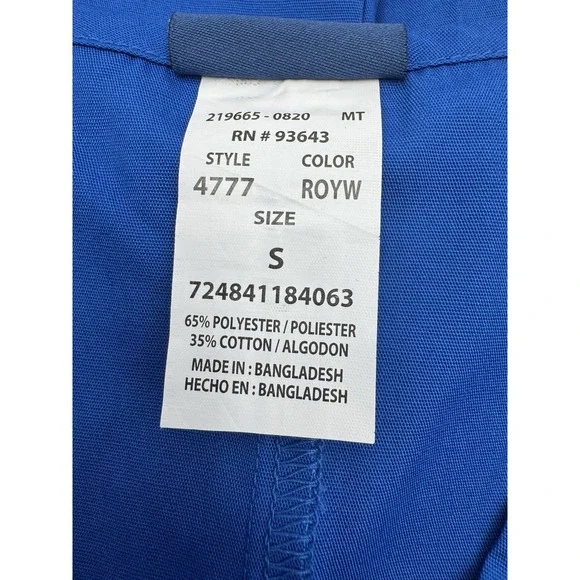 219665 - 0820 MT
RN # 93643
STYLE COLOR
4777 ROYW
SIZE
S
724841184063
65% POLYESTER / POLIESTER
35% COTTON / ALGODON
MADE IN : BANGLADESH
HECHO EN : BANGLADESH